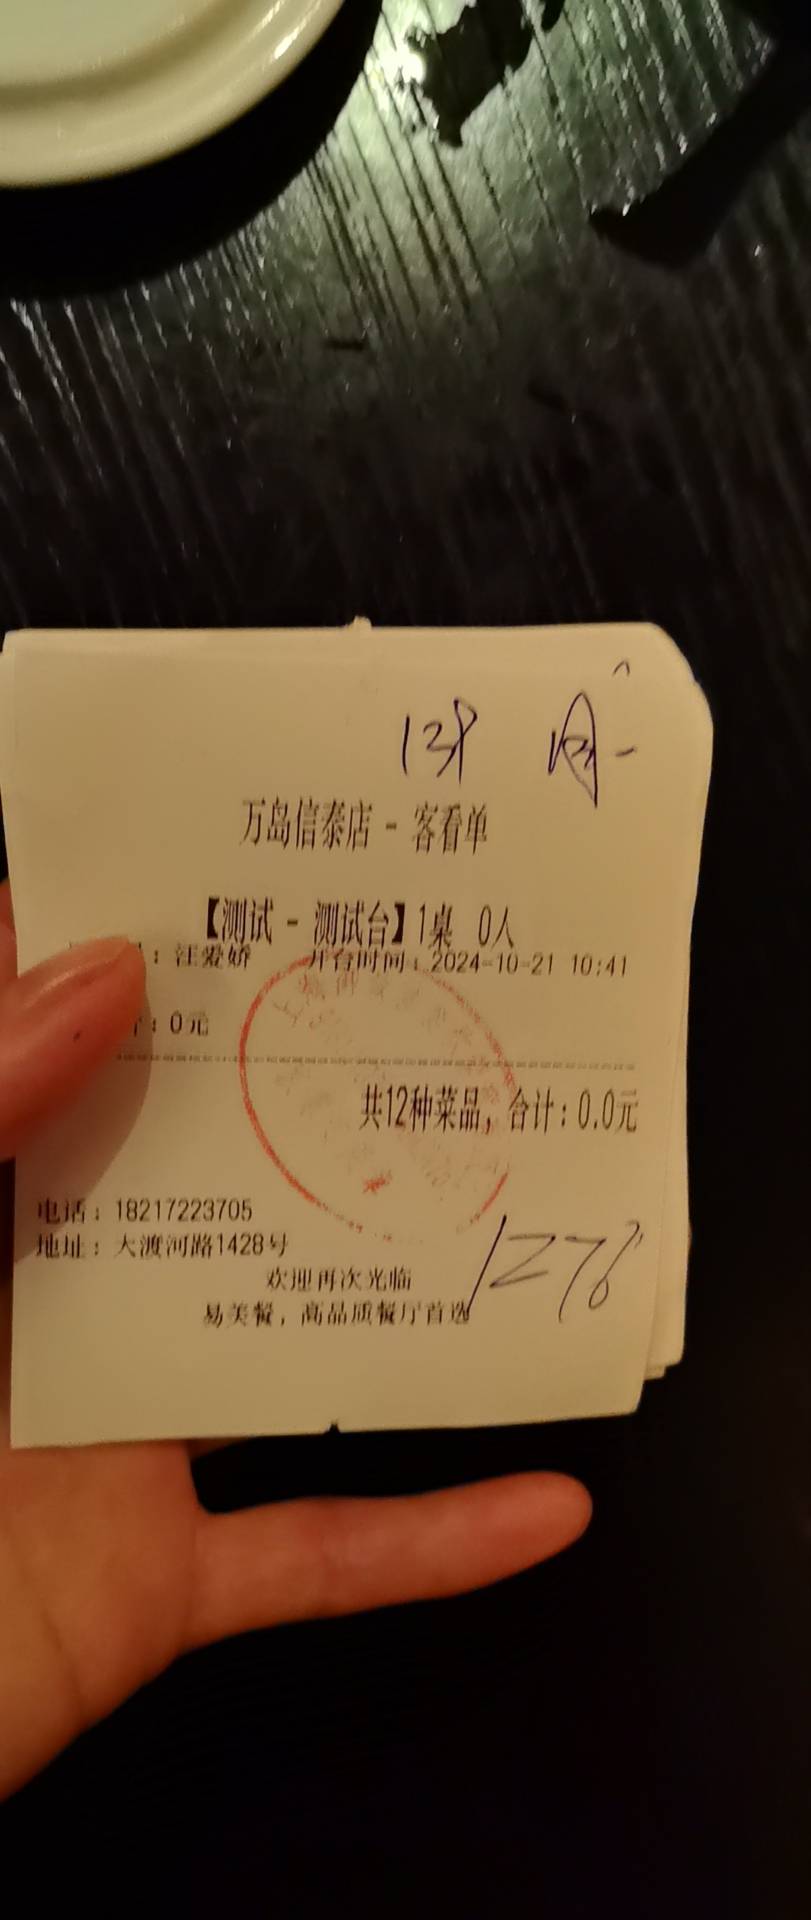 万岛信泰店 - 客看单
【测试 - 测试台】1桌 0人
：汪爱娇 开台时间：2024-10-21 10:41
：0元
共12种菜品，合计：0.0元
电话：18217223705
地址：大渡河路1428号
1276
欢迎再次光临
易美餐，高品质餐厅首选